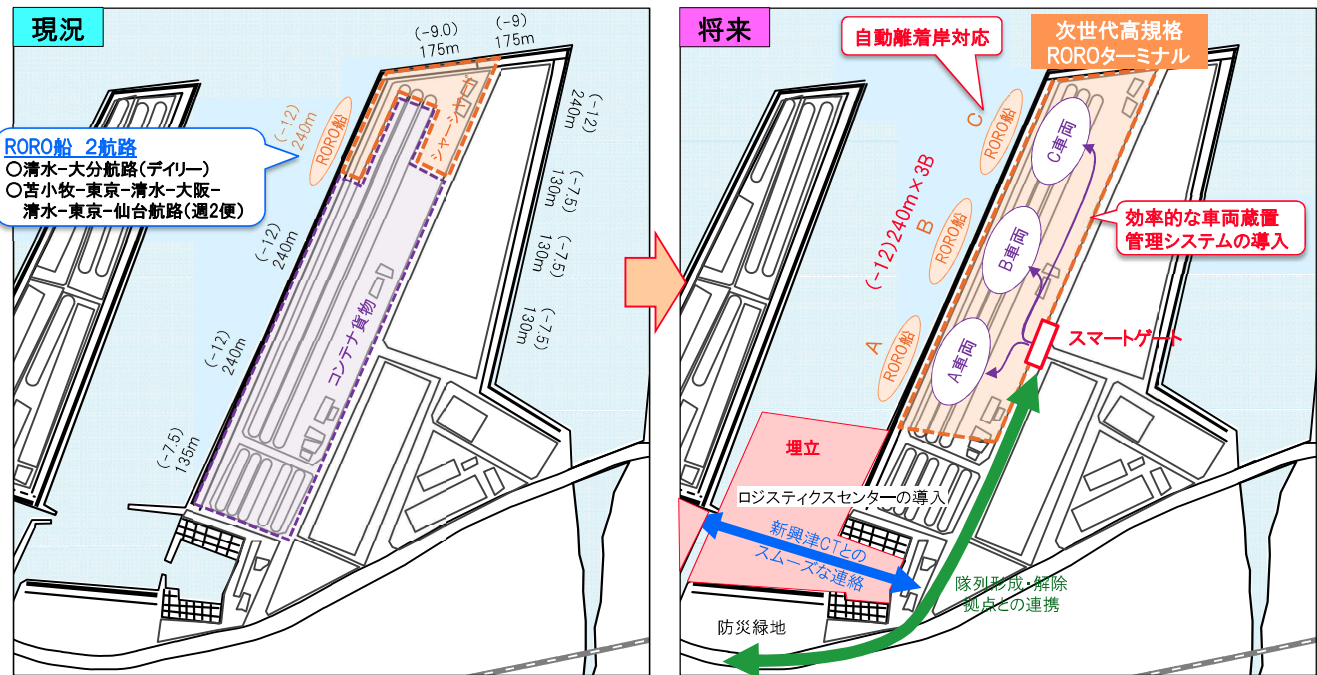 現況
(-9.0)
175m
(-9)
175m
(-12)
240m
RORO船
シャーシヤード
(-12)
240m
RORO船 2航路
○清水-大分航路(デイリー)
○苫小牧-東京-清水-大阪-
清水-東京-仙台航路(週2便)
(-7.5)
130m
(-12)
240m
(-7.5)
130m
(-7.5)
130m
コンテナ貨物
(-12)
240m
(-7.5)
135m
将来
自動離着岸対応
次世代高規格
ROROターミナル
C
RORO船
C車両
B
RORO船
B車両
(-12)240m×3B
効率的な車両蔵置
管理システムの導入
A
RORO船
A車両
スマートゲート
埋立
ロジスティクスセンターの導入
新興津CTとの
スムーズな連絡
隊列形成・解除
拠点との連携
防災緑地